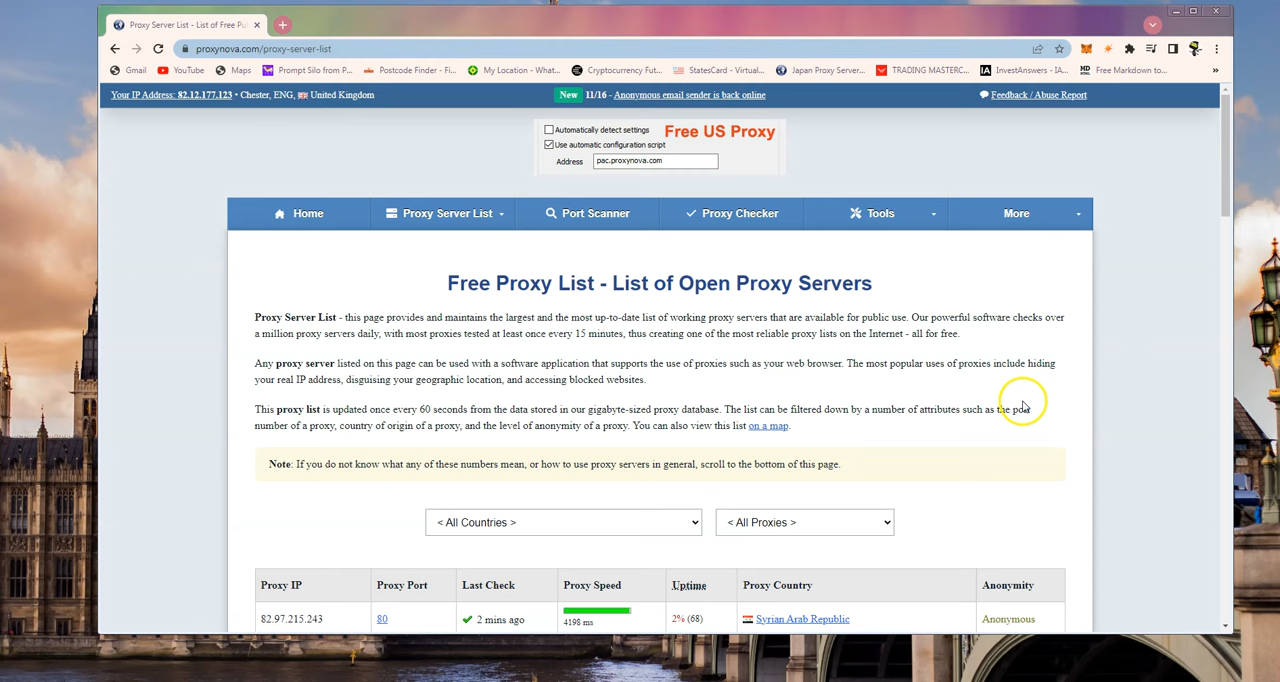 Proxy Server List - List of Free Pu
proxynova.com/proxy-server-list
Gmail YouTube Maps Prompt Silo from P... Postcode Finder - Fi... My Location - What... Cryptocurrency Fut... StatesCard - Virtual... Japan Proxy Server... TRADING MASTERC... InvestAnswers - IA... Free Markdown to... »
Your IP Address: 82.12.177.123 • Chester, ENG, United Kingdom New 11/16 - Anonymous email sender is back online Feedback / Abuse Report
Automatically detect settings Free US Proxy
Use automatic configuration script
Address pac.proxynova.com
Home Proxy Server List Port Scanner Proxy Checker Tools More
Free Proxy List - List of Open Proxy Servers
Proxy Server List - this page provides and maintains the largest and the most up-to-date list of working proxy servers that are available for public use. Our powerful software checks over
a million proxy servers daily, with most proxies tested at least once every 15 minutes, thus creating one of the most reliable proxy lists on the Internet - all for free.
Any proxy server listed on this page can be used with a software application that supports the use of proxies such as your web browser. The most popular uses of proxies include hiding
your real IP address, disguising your geographic location, and accessing blocked websites.
This proxy list is updated once every 60 seconds from the data stored in our gigabyte-sized proxy database. The list can be filtered down by a number of attributes such as the port
number of a proxy, country of origin of a proxy, and the level of anonymity of a proxy. You can also view this list on a map.
Note: If you do not know what any of these numbers mean, or how to use proxy servers in general, scroll to the bottom of this page.
< All Countries > < All Proxies >
Proxy IP Proxy Port Last Check Proxy Speed Uptime Proxy Country Anonymity
82.97.215.243 80 2 mins ago 4198 ms 2% (68) Syrian Arab Republic Anonymous